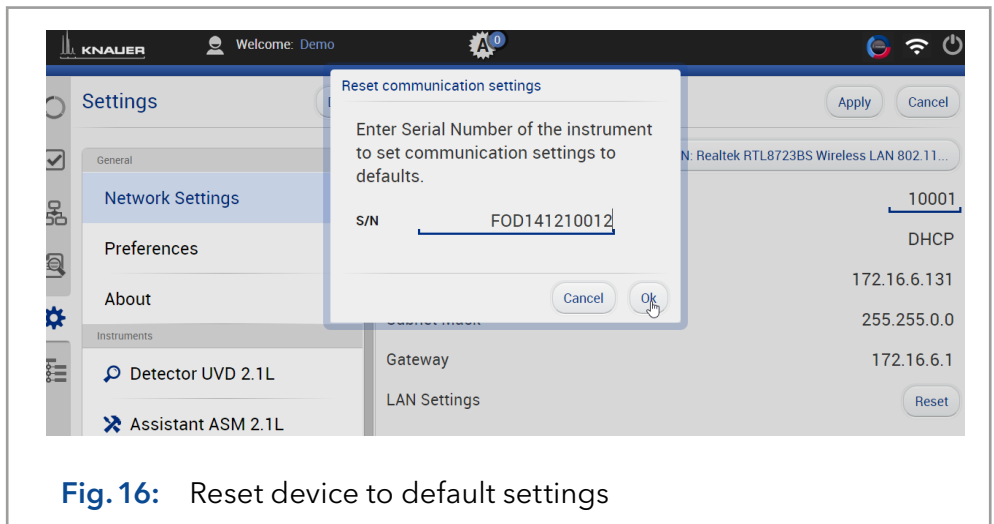 KNAUER
Welcome: Demo
A 0
Settings
Apply
Cancel
Reset communication settings
Enter Serial Number of the instrument
to set communication settings to
defaults.
S/N FOD141210012
Cancel
Ok
General
Network Settings
Preferences
About
Instruments
Detector UVD 2.1L
Assistant ASM 2.1L
N: Realtek RTL8723BS Wireless LAN 802.11...
10001
DHCP
172.16.6.131
255.255.0.0
Gateway 172.16.6.1
LAN Settings Reset
Fig. 16: Reset device to default settings